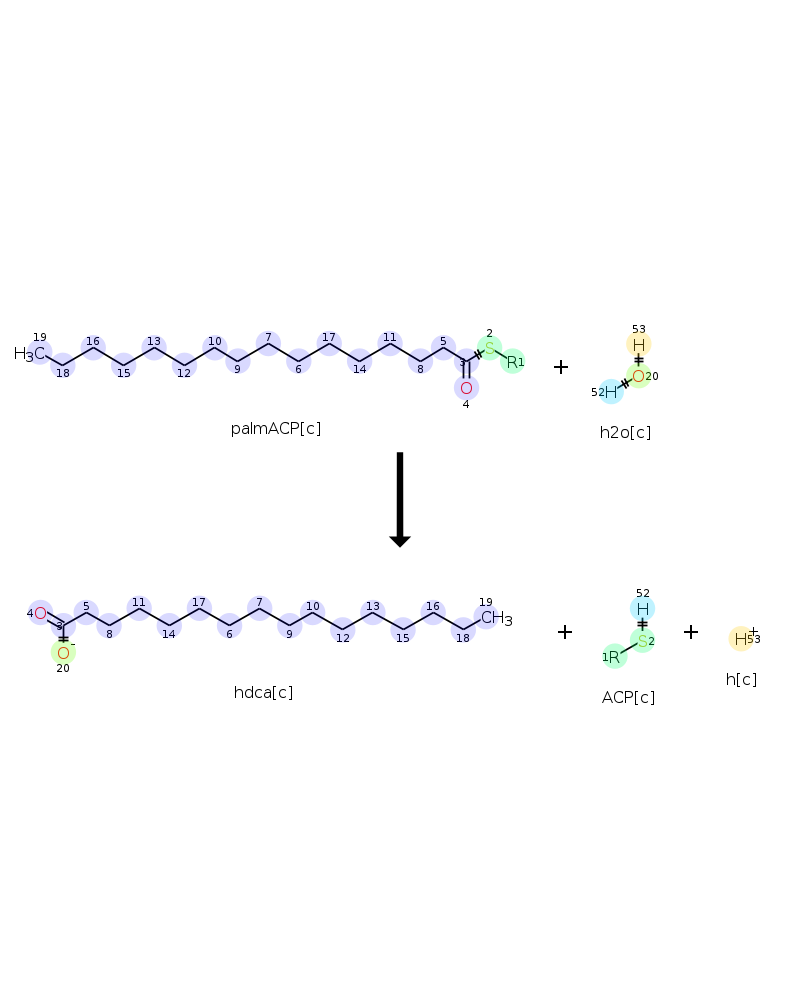 19 16 13 10 7 17 11 5 2 53
H3C S H
18 15 12 9 6 14 8 3 R1 + O20
O 52H
4
palmACP[c] h2o[c]
5 11 17 7 10 13 16 19 52
4O CH3 H H+53
3 8 14 6 9 12 15 18 + 1R S2 +
O-
20
hdca[c] ACP[c] h[c]